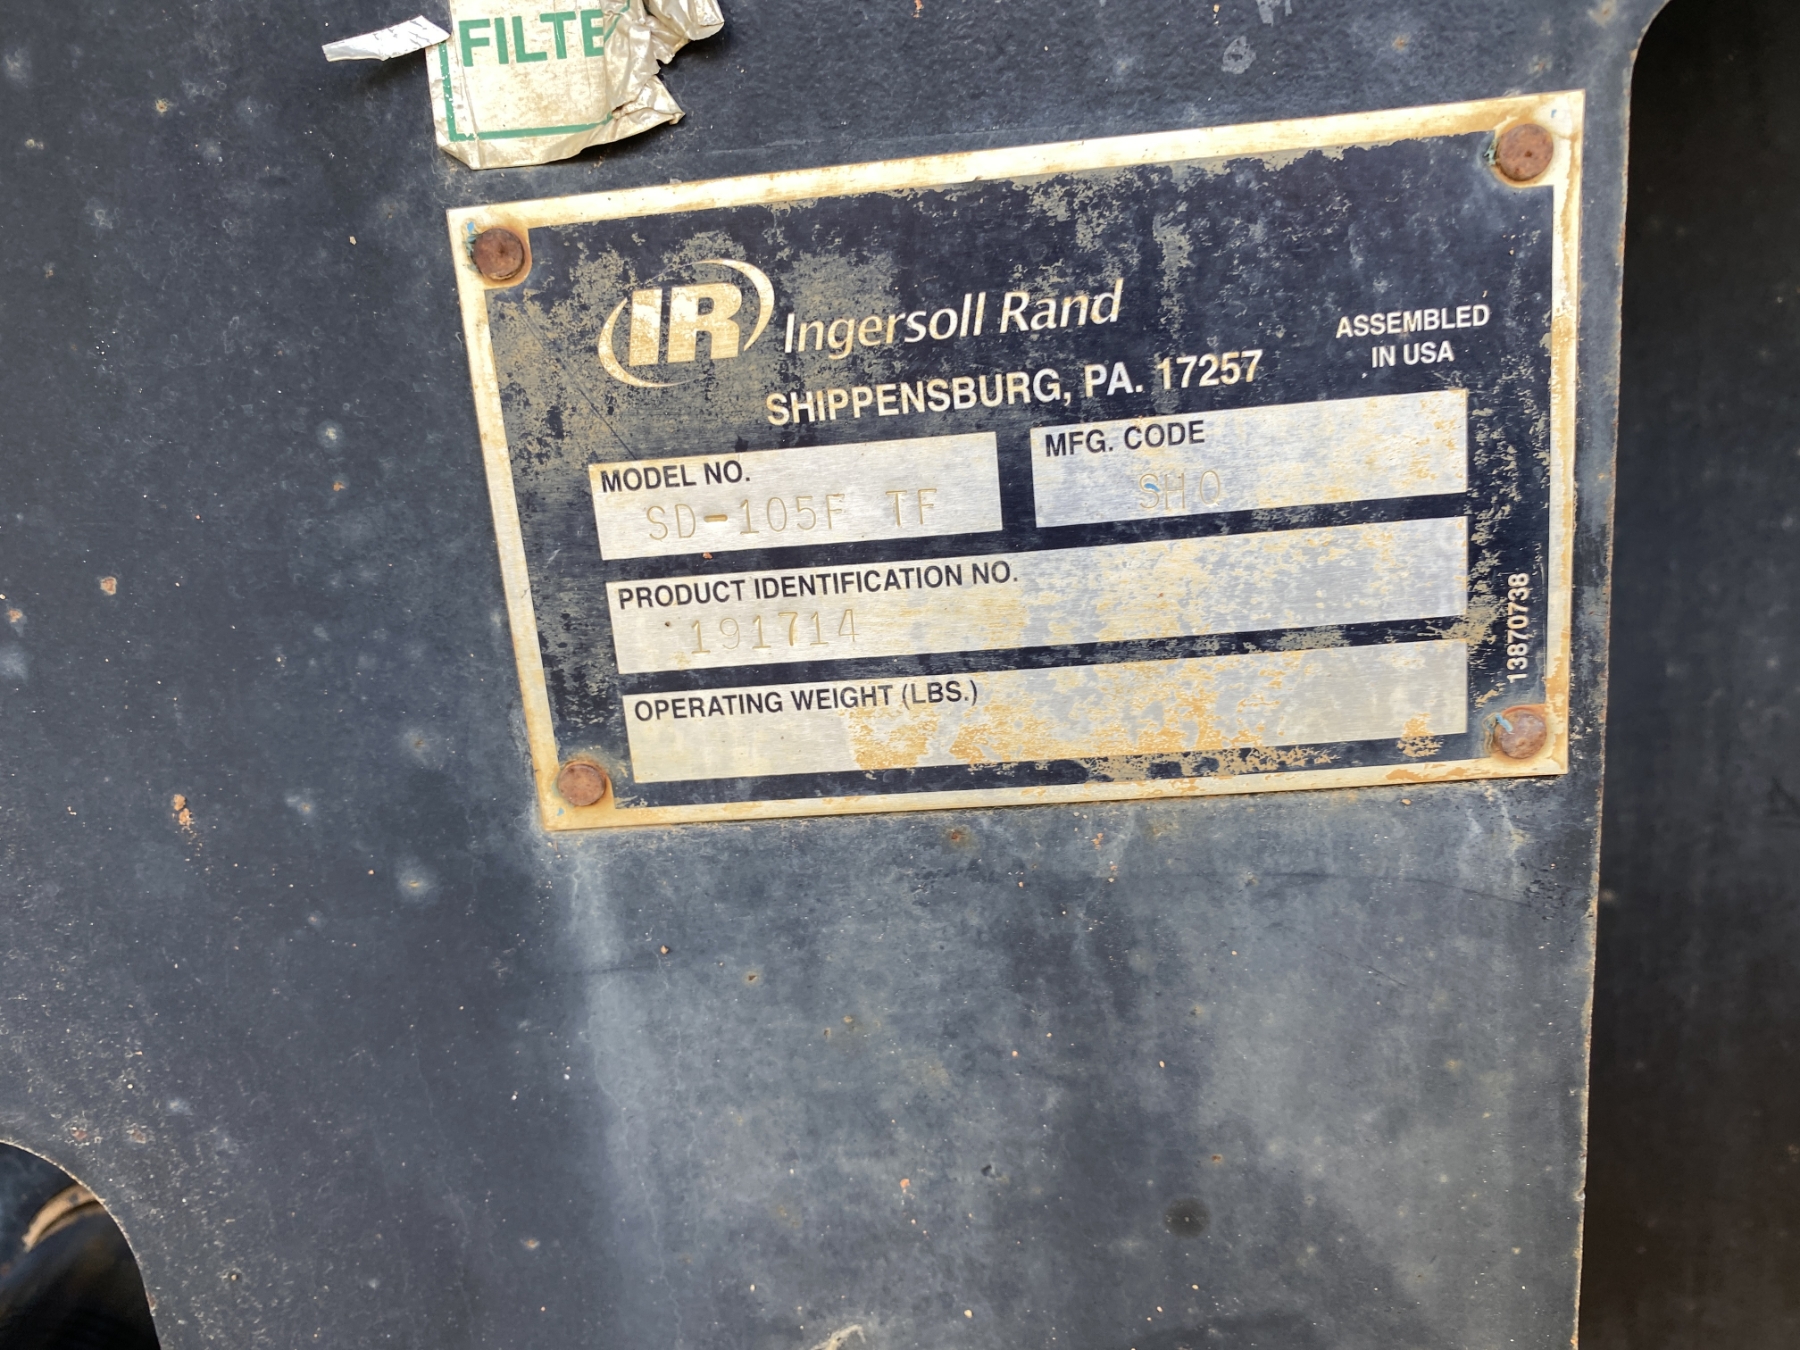 FILTE
IR Ingersoll Rand
SHIPPENSBURG, PA. 17257
ASSEMBLED
IN USA
MODEL NO.
SD-105F TF
MFG. CODE
SHO
PRODUCT IDENTIFICATION NO.
191714
OPERATING WEIGHT (LBS.)
13870738